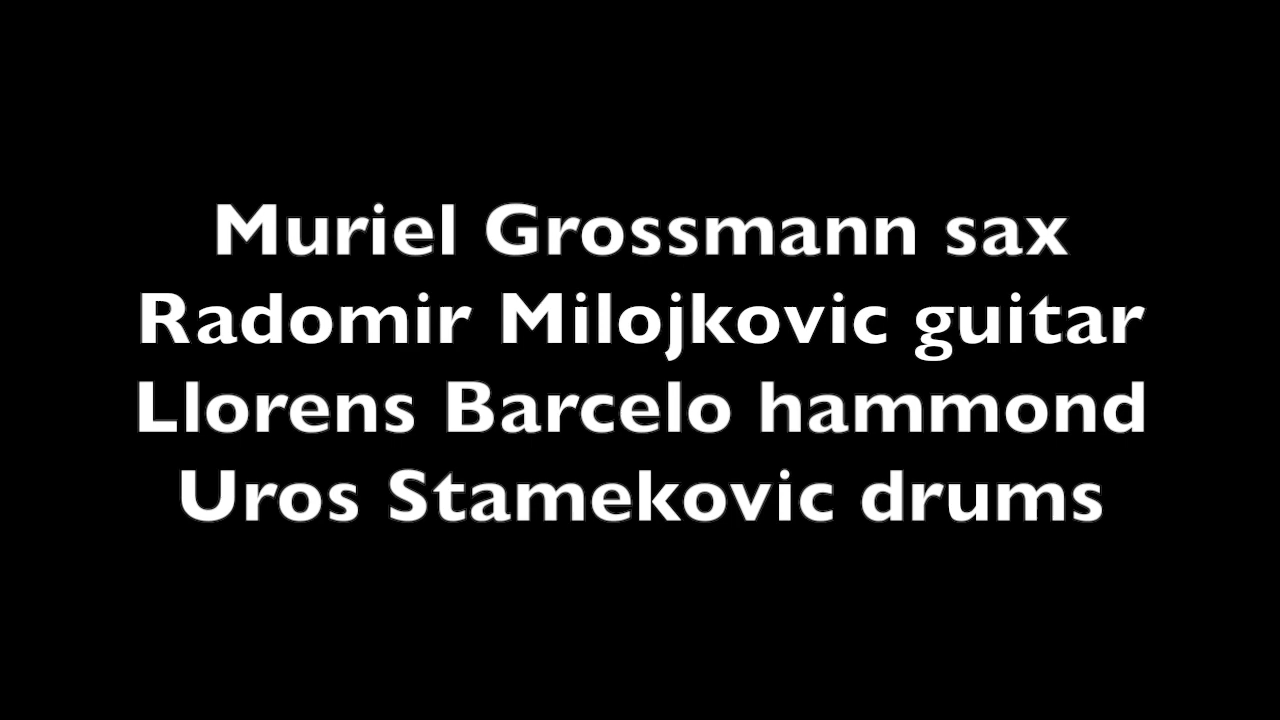 Muriel Grossmann sax
Radomir Milojkovic guitar
Llorens Barcelo hammond
Uros Stamekovic drums